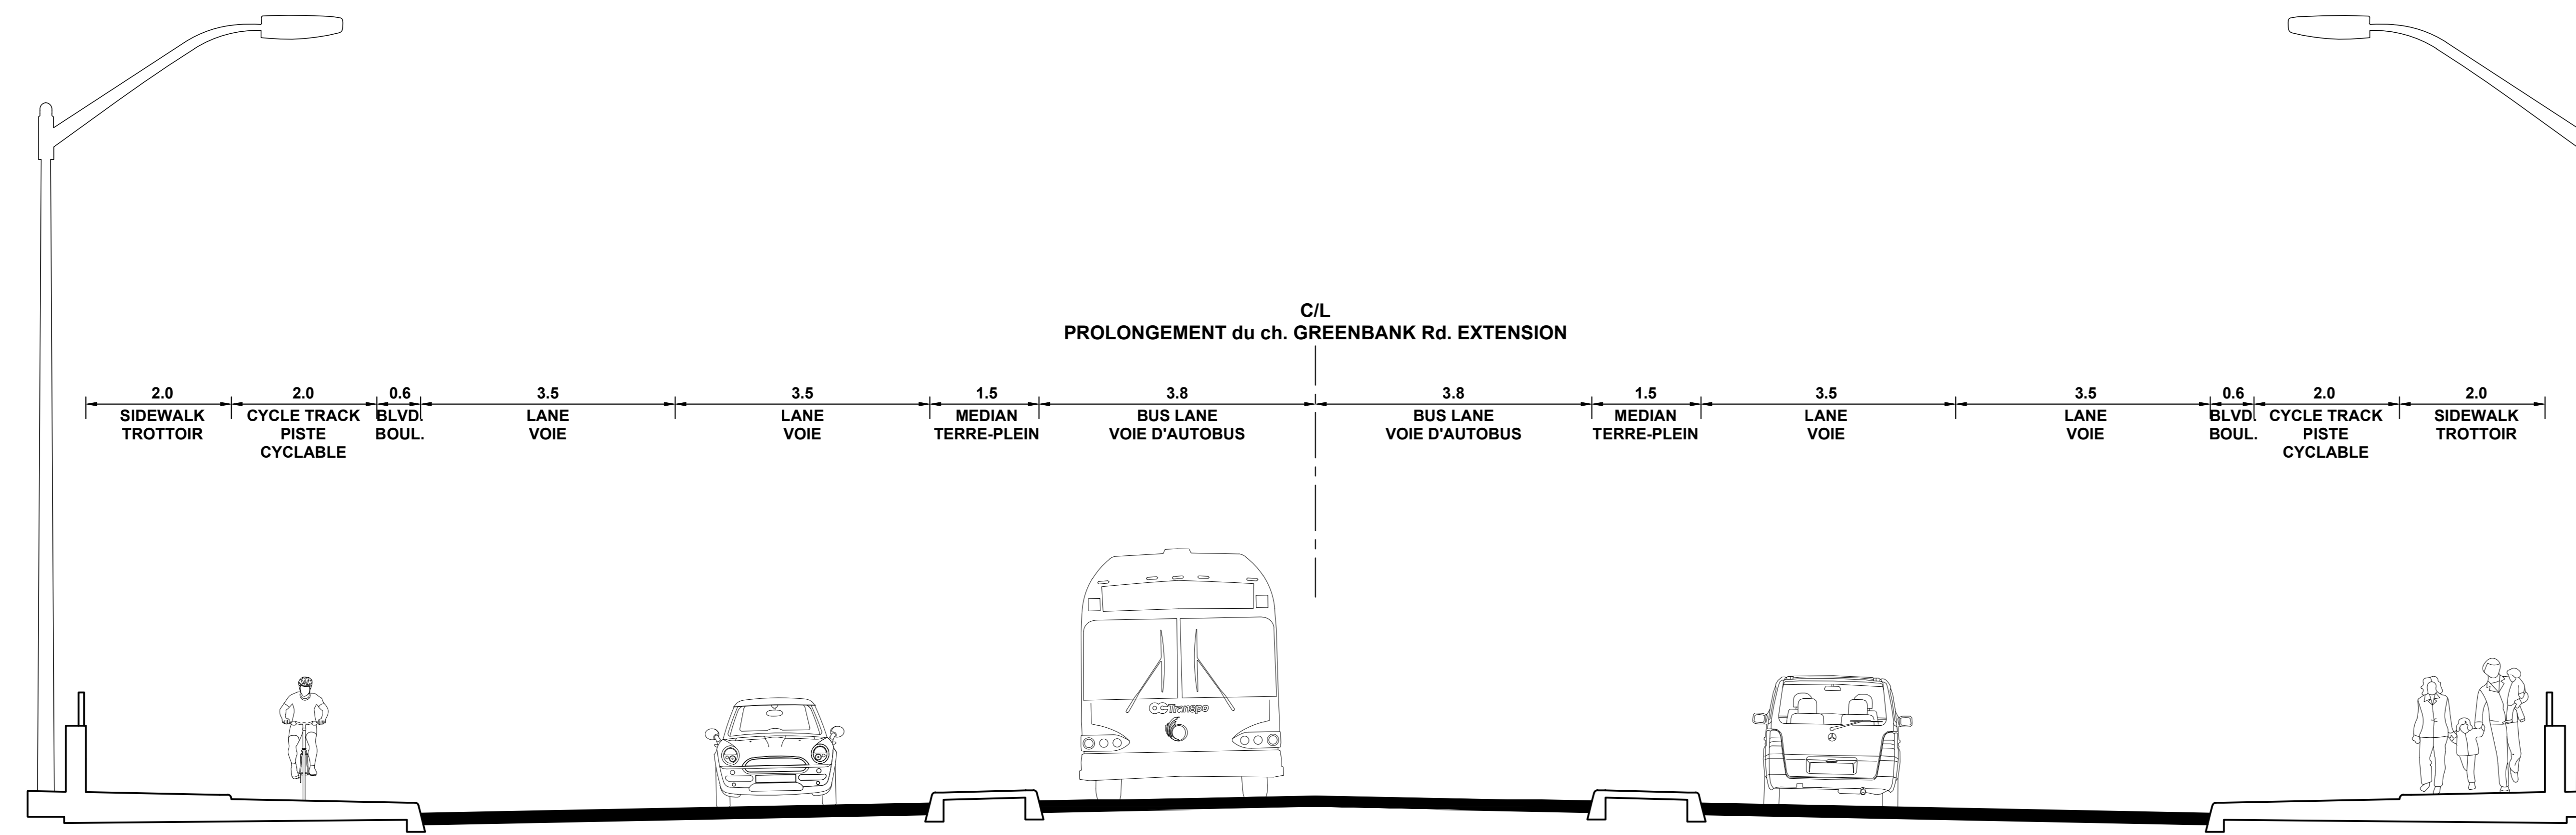 C/L
PROLONGEMENT du ch. GREENBANK Rd. EXTENSION
2.0 2.0 0.6 3.5 3.5 1.5 3.8 3.8 1.5 3.5 3.5 0.6 2.0 2.0
SIDEWALK CYCLE TRACK BLVD. LANE LANE MEDIAN BUS LANE BUS LANE MEDIAN LANE LANE BLVD. CYCLE TRACK SIDEWALK
TROTTOIR PISTE BOUL. VOIE VOIE TERRE-PLEIN VOIE D'AUTOBUS VOIE D'AUTOBUS TERRE-PLEIN VOIE VOIE BOUL. PISTE TROTTOIR
CYCLABLE CYCLABLE
OC Transpo